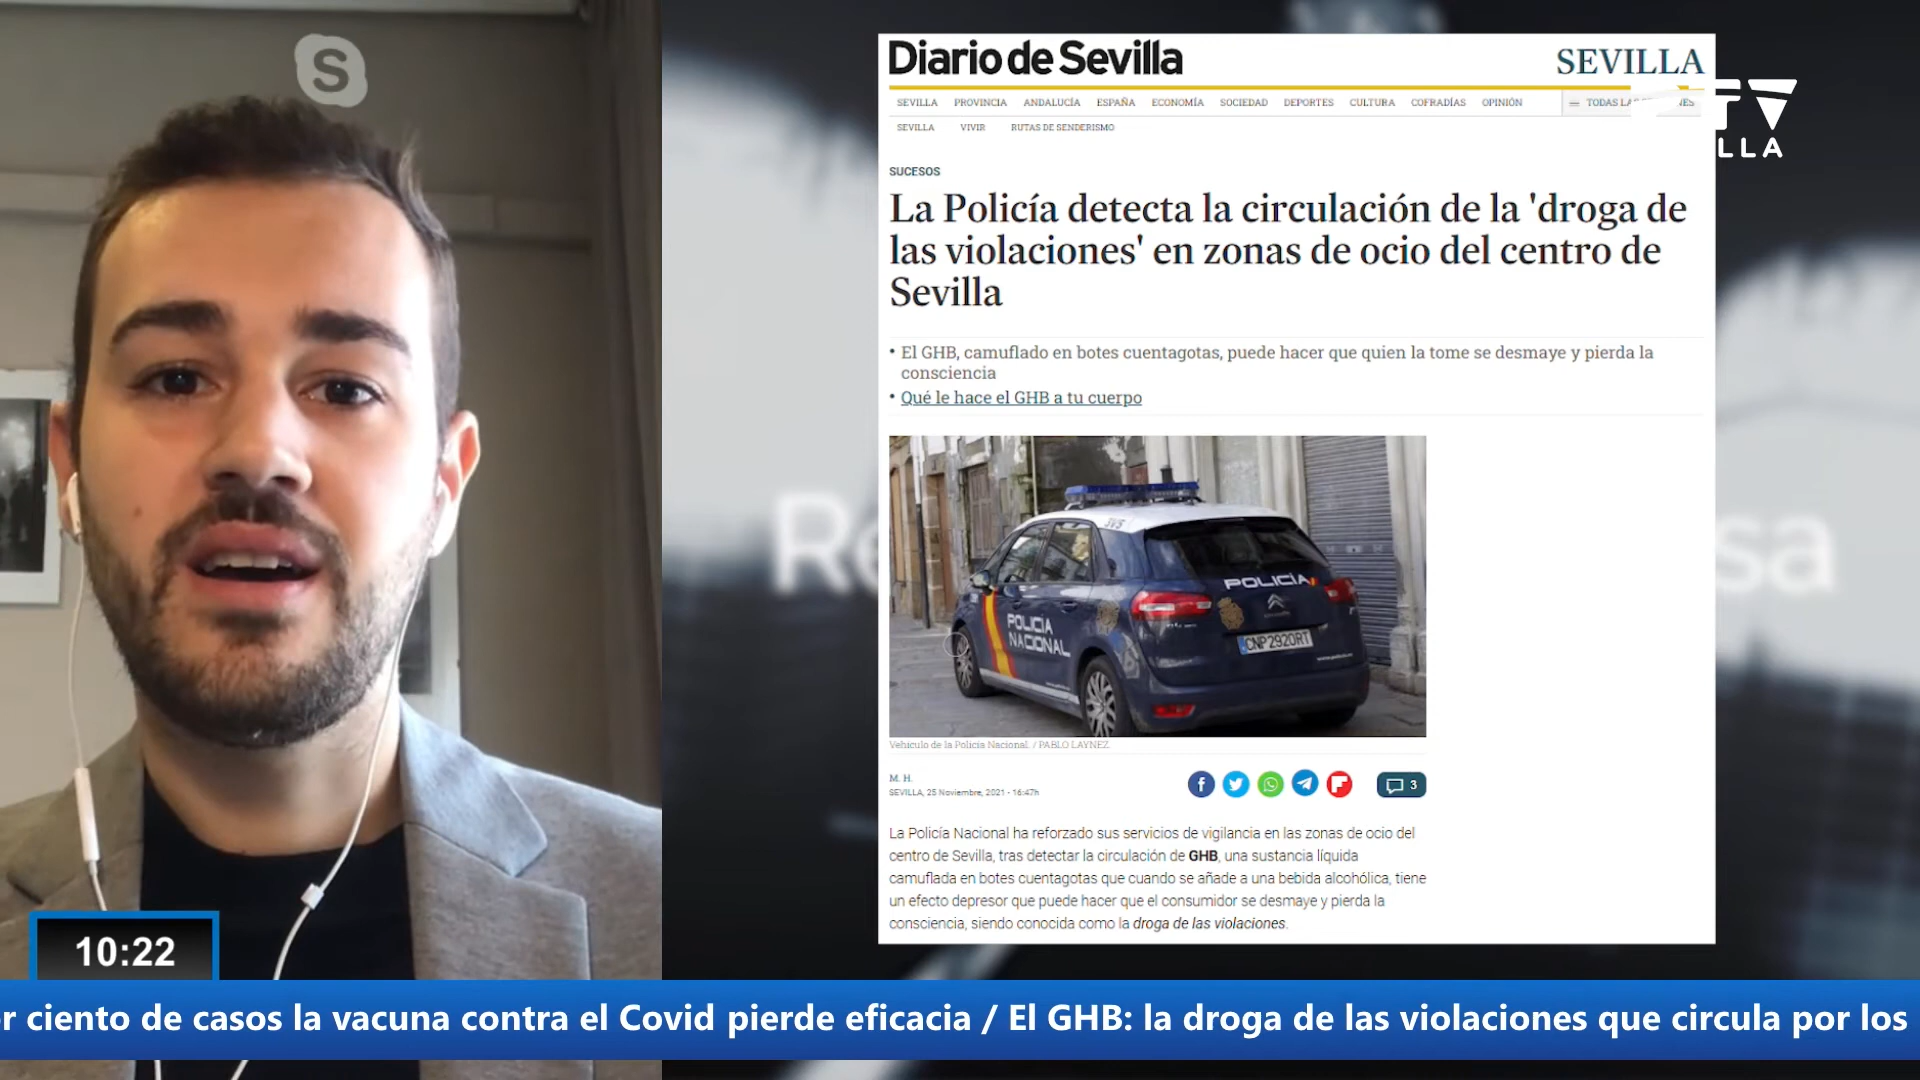 S
Diario de Sevilla
SEVILLA
SEVILLA PROVINCIA ANDALUCÍA ESPAÑA ECONOMÍA SOCIEDAD DEPORTES CULTURA COFRADÍAS OPINIÓN TODAS
SEVILLA VIVIR RUTAS DE SENDERISMO
TV
LLA
SUCESOS
La Policía detecta la circulación de la 'droga de
las violaciones' en zonas de ocio del centro de
Sevilla
• El GHB, camuflado en botes cuentagotas, puede hacer que quien la tome se desmaye y pierda la
consciencia
• Qué le hace el GHB a tu cuerpo
POLICÍA
POLICIA
NACIONAL
CNP2920RT
Vehículo de la Policía Nacional. / PABLO LAYNEZ
M. H.
SEVILLA, 25 Noviembre, 2021 - 16:47h
3
La Policía Nacional ha reforzado sus servicios de vigilancia en las zonas de ocio del
centro de Sevilla, tras detectar la circulación de GHB, una sustancia líquida
camuflada en botes cuentagotas que cuando se añade a una bebida alcohólica, tiene
un efecto depresor que puede hacer que el consumidor se desmaye y pierda la
consciencia, siendo conocida como la droga de las violaciones.
10:22
r ciento de casos la vacuna contra el Covid pierde eficacia / El GHB: la droga de las violaciones que circula por los